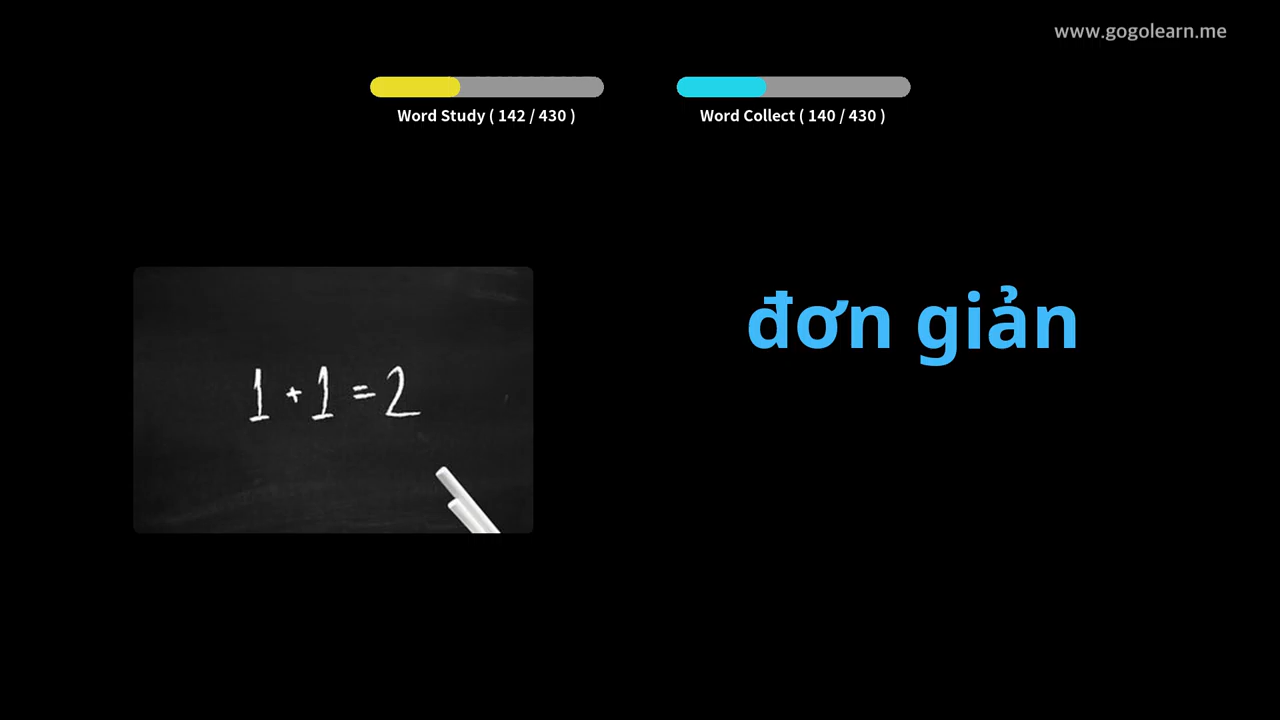 www.gogolearn.me
Word Study ( 142 / 430 )
Word Collect ( 140 / 430 )
đơn giản
1 + 1 = 2